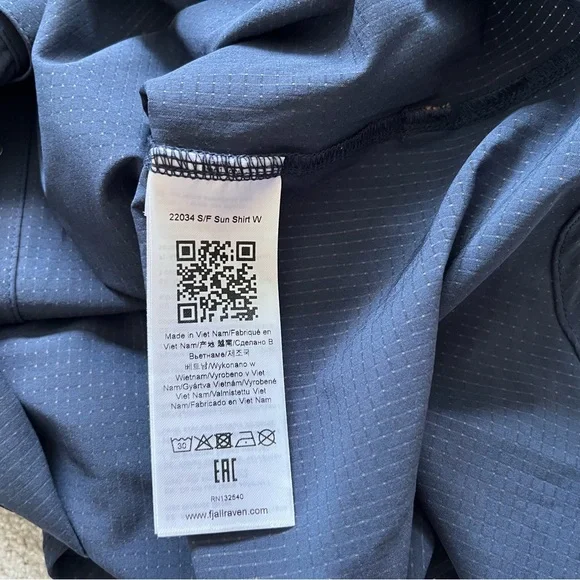 22034 S/F Sun Shirt W
Made in Viet Nam/Fabriqué en
Viet Nam/产地 越南/Сделано В
Вьетнаме/제조국
베트남/Wykonano w
Wietnam/Vyrobeno v Viet
Nam/Gyártva Vietnám/Vyrobené
Viet Nam/Valmistettu Viet
Nam/Fabricado en Viet Nam
30
EAC
RN132640
www.fjallraven.com